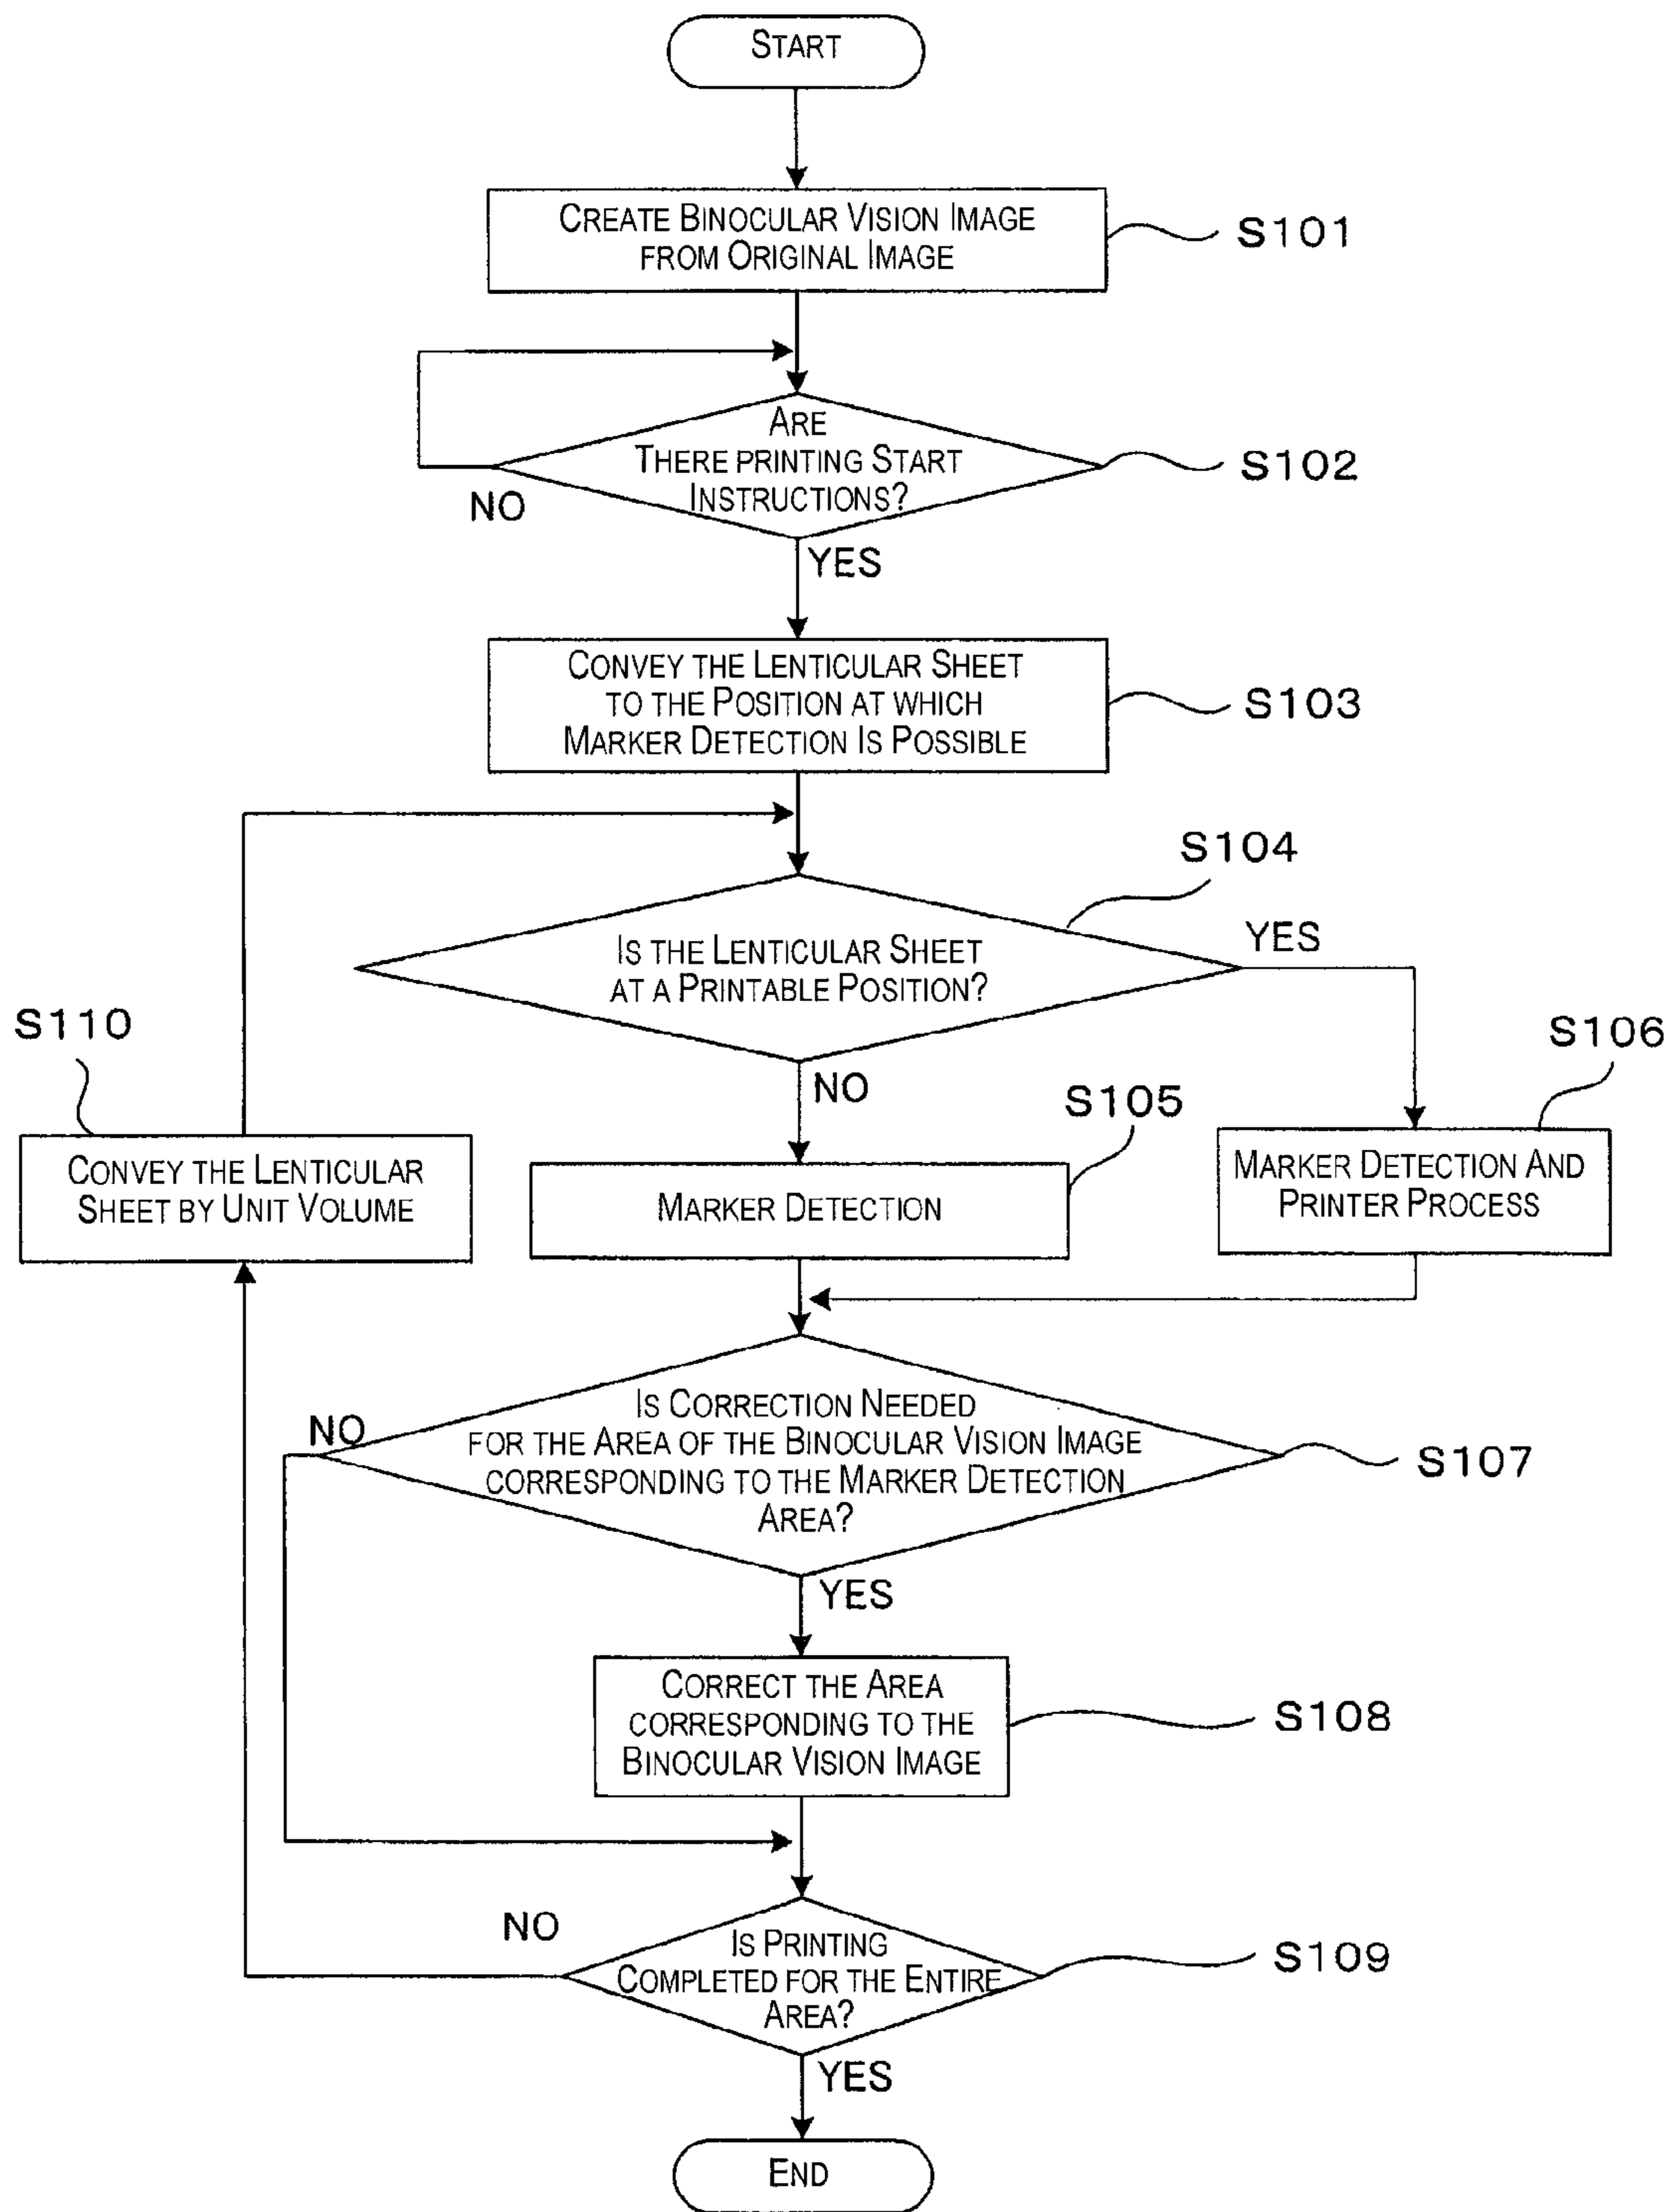 START
CREATE BINOCULAR VISION IMAGE
FROM ORIGINAL IMAGE
S101
ARE
THERE PRINTING START
INSTRUCTIONS?
S102
NO
YES
CONVEY THE LENTICULAR SHEET
TO THE POSITION AT WHICH
MARKER DETECTION IS POSSIBLE
S103
S104
IS THE LENTICULAR SHEET
AT A PRINTABLE POSITION?
YES
NO
S110
CONVEY THE LENTICULAR
SHEET BY UNIT VOLUME
S105
MARKER DETECTION
S106
MARKER DETECTION AND
PRINTER PROCESS
IS CORRECTION NEEDED
FOR THE AREA OF THE BINOCULAR VISION IMAGE
CORRESPONDING TO THE MARKER DETECTION
AREA?
S107
NO
YES
CORRECT THE AREA
CORRESPONDING TO THE
BINOCULAR VISION IMAGE
S108
NO
IS PRINTING
COMPLETED FOR THE ENTIRE
AREA?
S109
YES
END